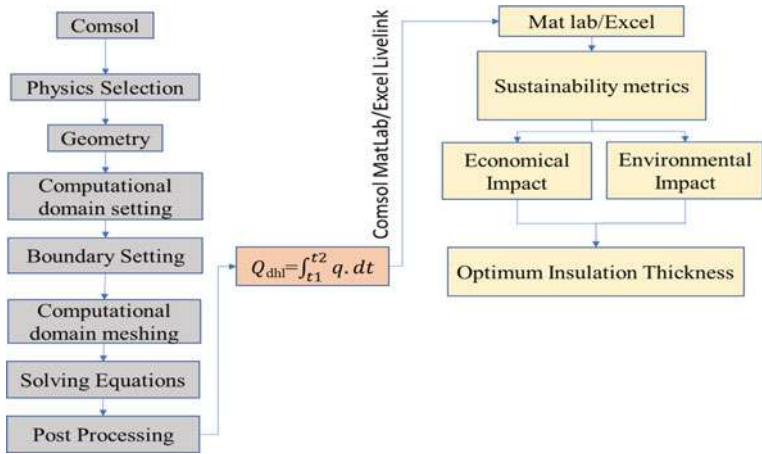 Comsol
Physics Selection
Geometry
Computational
domain setting
Boundary Setting
Computational
domain meshing
Solving Equations
Post Processing
Q_dhl=∫_{t1}^{t2} q. dt
Comsol MatLab/Excel Livelink
Mat lab/Excel
Sustainability metrics
Economical
Impact
Environmental
Impact
Optimum Insulation Thickness